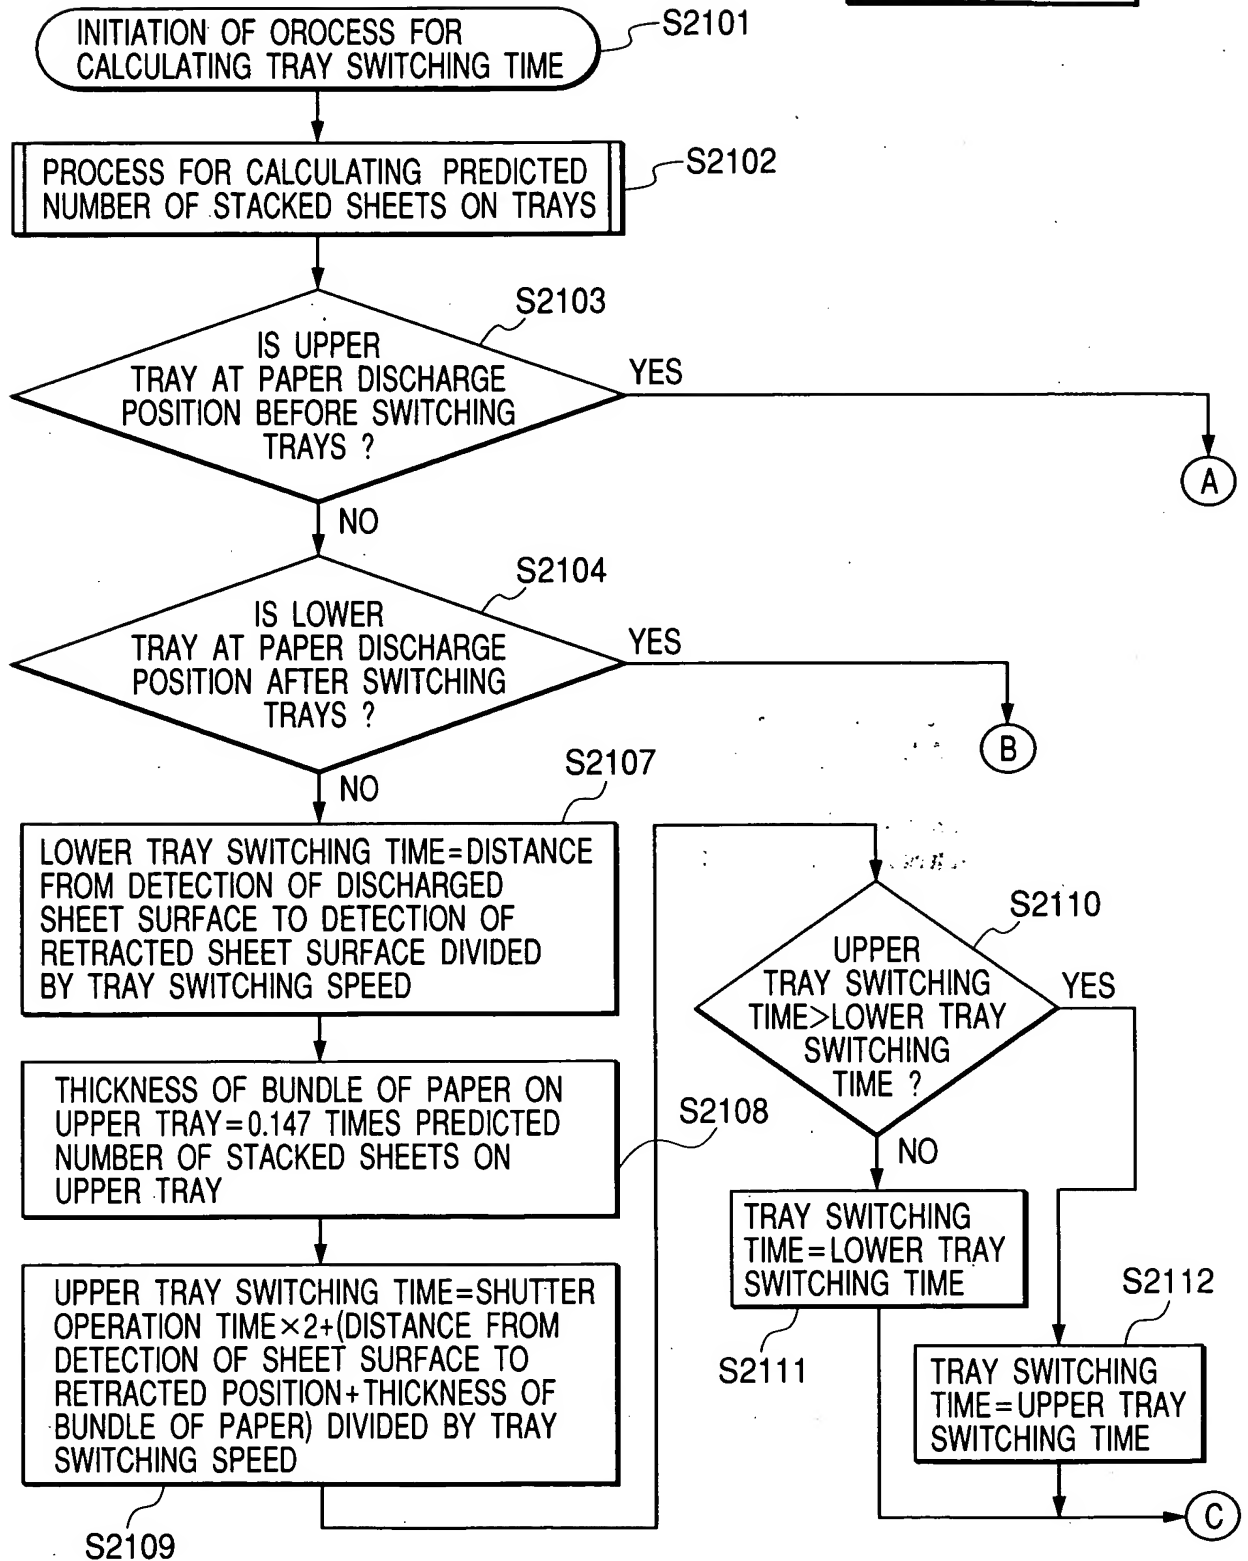 INITIATION OF OROCESS FOR
CALCULATING TRAY SWITCHING TIME
S2101
PROCESS FOR CALCULATING PREDICTED
NUMBER OF STACKED SHEETS ON TRAYS
S2102
S2103
IS UPPER
TRAY AT PAPER DISCHARGE
POSITION BEFORE SWITCHING
TRAYS ?
YES
A
NO
S2104
IS LOWER
TRAY AT PAPER DISCHARGE
POSITION AFTER SWITCHING
TRAYS ?
YES
B
NO
S2107
LOWER TRAY SWITCHING TIME=DISTANCE
FROM DETECTION OF DISCHARGED
SHEET SURFACE TO DETECTION OF
RETRACTED SHEET SURFACE DIVIDED
BY TRAY SWITCHING SPEED
THICKNESS OF BUNDLE OF PAPER ON
UPPER TRAY=0.147 TIMES PREDICTED
NUMBER OF STACKED SHEETS ON
UPPER TRAY
S2108
UPPER TRAY SWITCHING TIME=SHUTTER
OPERATION TIME×2+(DISTANCE FROM
DETECTION OF SHEET SURFACE TO
RETRACTED POSITION+THICKNESS OF
BUNDLE OF PAPER) DIVIDED BY TRAY
SWITCHING SPEED
S2109
S2110
UPPER
TRAY SWITCHING
TIME>LOWER TRAY
SWITCHING
TIME ?
YES
NO
TRAY SWITCHING
TIME=LOWER TRAY
SWITCHING TIME
S2111
S2112
TRAY SWITCHING
TIME=UPPER TRAY
SWITCHING TIME
C